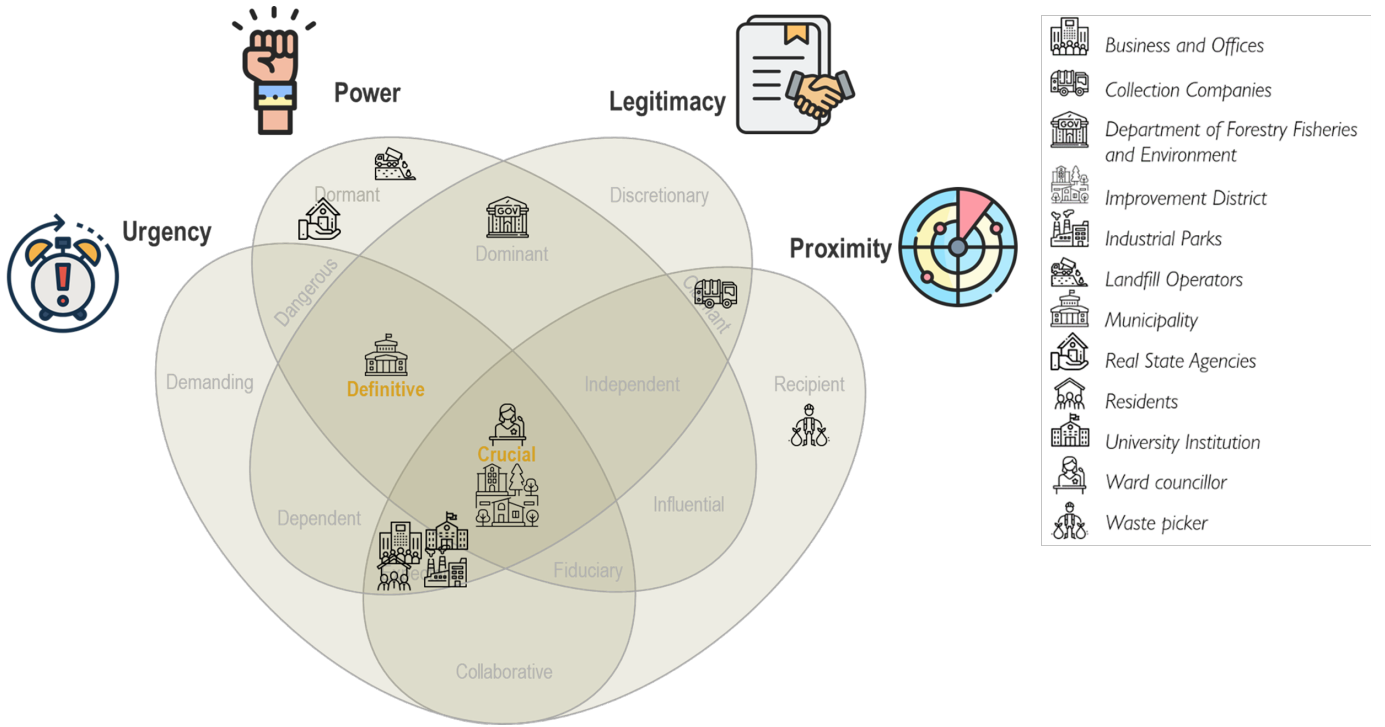 Power
Legitimacy
Urgency
Proximity
Dormant
Discretionary
GOV
Dominant
Dangerous
Demanding
Definitive
Independent
Recipient
Crucial
Dependent
Influential
Fiduciary
Collaborative
Business and Offices
Collection Companies
GOV
Department of Forestry Fisheries
and Environment
Improvement District
Industrial Parks
Landfill Operators
Municipality
Real State Agencies
Residents
University Institution
Ward councillor
Waste picker